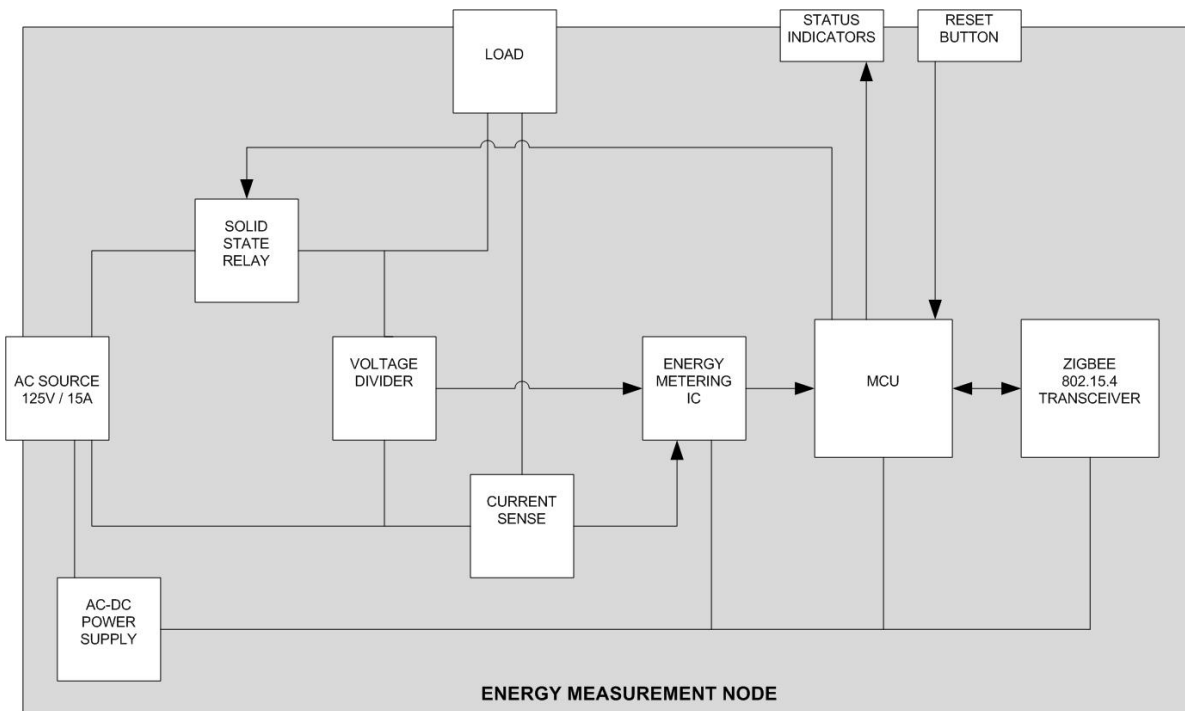 LOAD
STATUS
INDICATORS
RESET
BUTTON
SOLID
STATE
RELAY
AC SOURCE
125V / 15A
VOLTAGE
DIVIDER
ENERGY
METERING
IC
MCU
ZIGBEE
802.15.4
TRANSCEIVER
CURRENT
SENSE
AC-DC
POWER
SUPPLY
ENERGY MEASUREMENT NODE